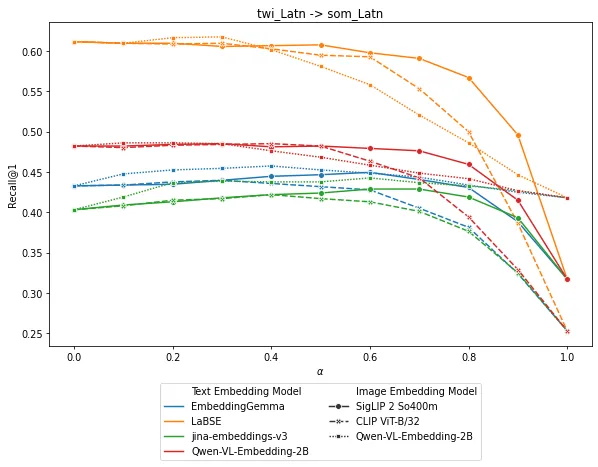 twi_Latn -> som_Latn
Recall@1
0.60
0.55
0.50
0.45
0.40
0.35
0.30
0.25
0.0
0.2
0.4
0.6
0.8
1.0
α
Text Embedding Model
EmbeddingGemma
LaBSE
jina-embeddings-v3
Qwen-VL-Embedding-2B
Image Embedding Model
SigLIP 2 So400m
CLIP ViT-B/32
Qwen-VL-Embedding-2B